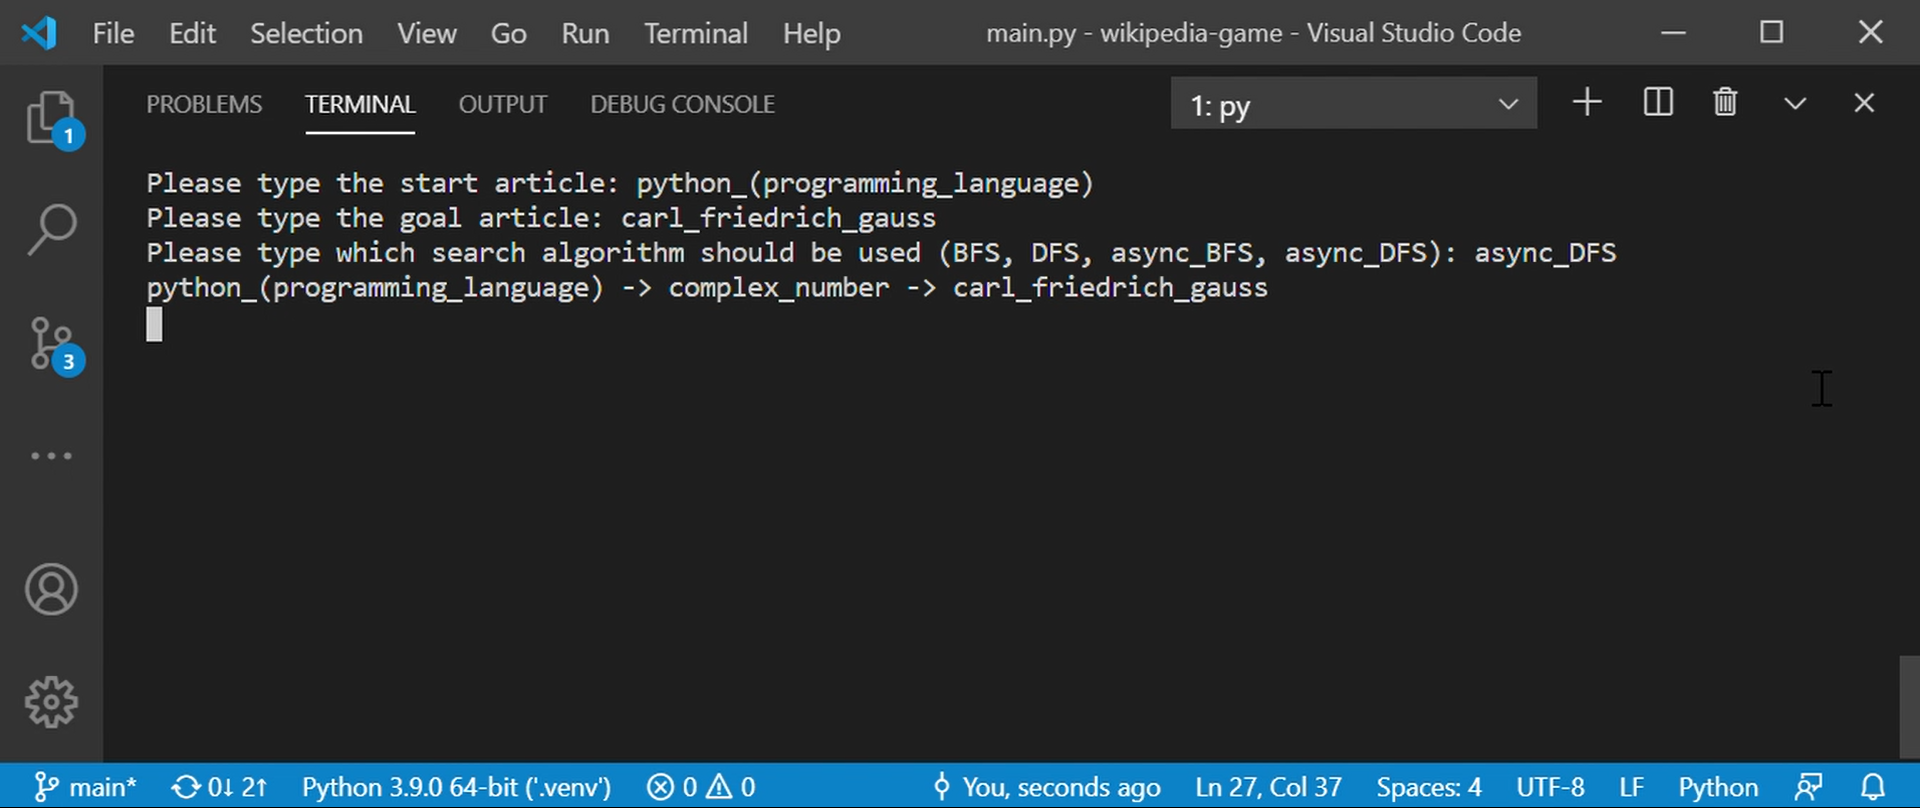 File Edit Selection View Go Run Terminal Help main.py - wikipedia-game - Visual Studio Code
PROBLEMS TERMINAL OUTPUT DEBUG CONSOLE 1: py
1
3
Please type the start article: python_(programming_language)
Please type the goal article: carl_friedrich_gauss
Please type which search algorithm should be used (BFS, DFS, async_BFS, async_DFS): async_DFS
python_(programming_language) -> complex_number -> carl_friedrich_gauss
main* 0↓ 2↑ Python 3.9.0 64-bit ('.venv') 0 0 You, seconds ago Ln 27, Col 37 Spaces: 4 UTF-8 LF Python